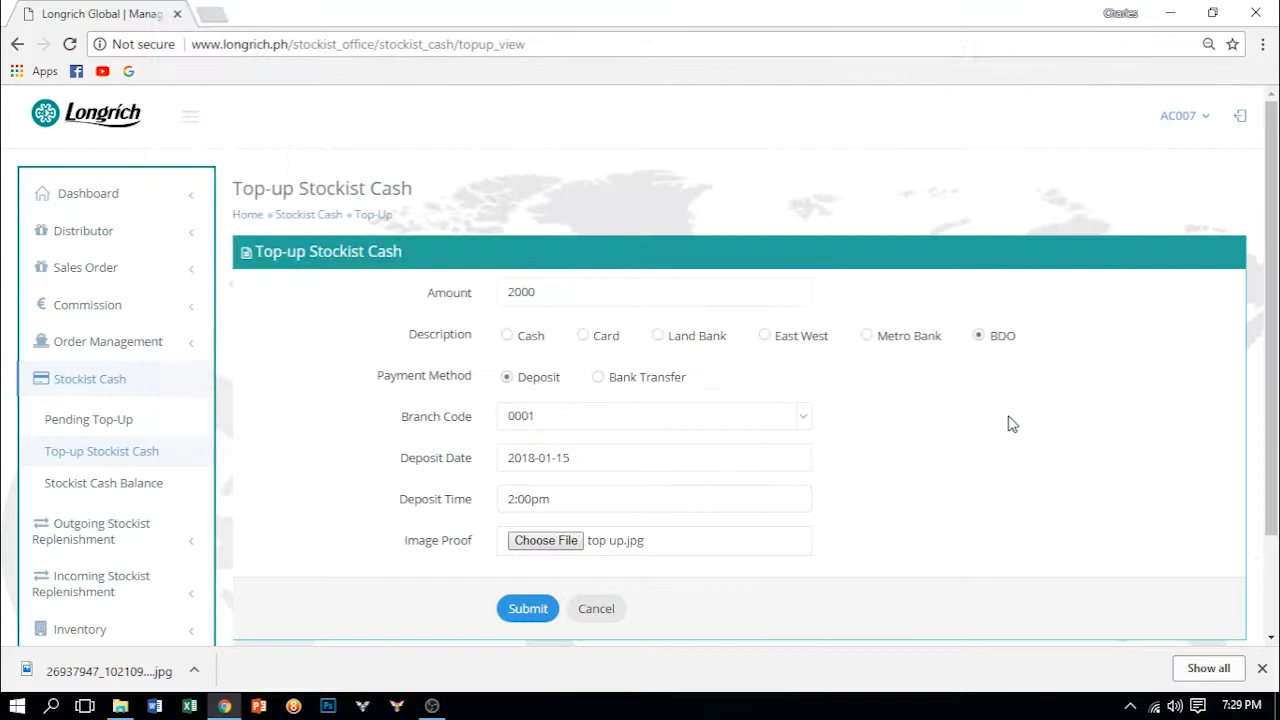 Longrich Global | Manag
Charles
Not secure
www.longrich.ph/stockist_office/stockist_cash/topup_view
Apps
Longrích
AC007
Dashboard
Distributor
Sales Order
Commission
Order Management
Stockist Cash
Pending Top-Up
Top-up Stockist Cash
Stockist Cash Balance
Outgoing Stockist
Replenishment
Incoming Stockist
Replenishment
Inventory
Top-up Stockist Cash
Home » Stockist Cash » Top-Up
Top-up Stockist Cash
Amount 2000
Description Cash Card Land Bank East West Metro Bank BDO
Payment Method Deposit Bank Transfer
Branch Code 0001
Deposit Date 2018-01-15
Deposit Time 2:00pm
Image Proof Choose File top up.jpg
Submit Cancel
26937947_102109....jpg
Show all
7:29 PM